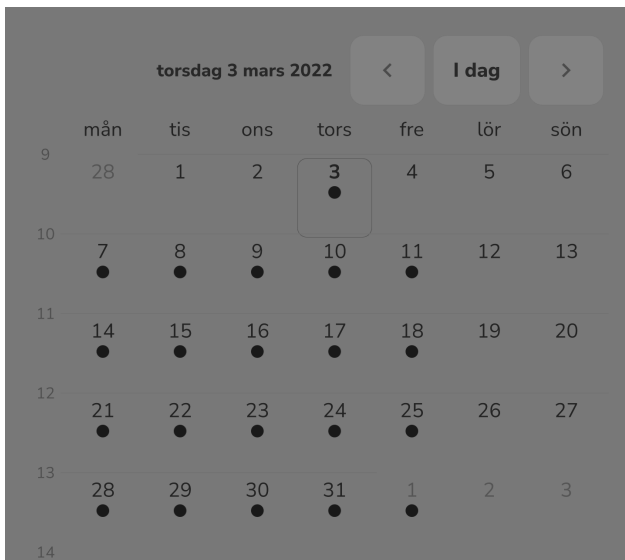 torsdag 3 mars 2022 < I dag >
mån tis ons tors fre lör sön
9
28 1 2 3 4 5 6
10
7 8 9 10 11 12 13
11
14 15 16 17 18 19 20
12
21 22 23 24 25 26 27
13
28 29 30 31 1 2 3
14